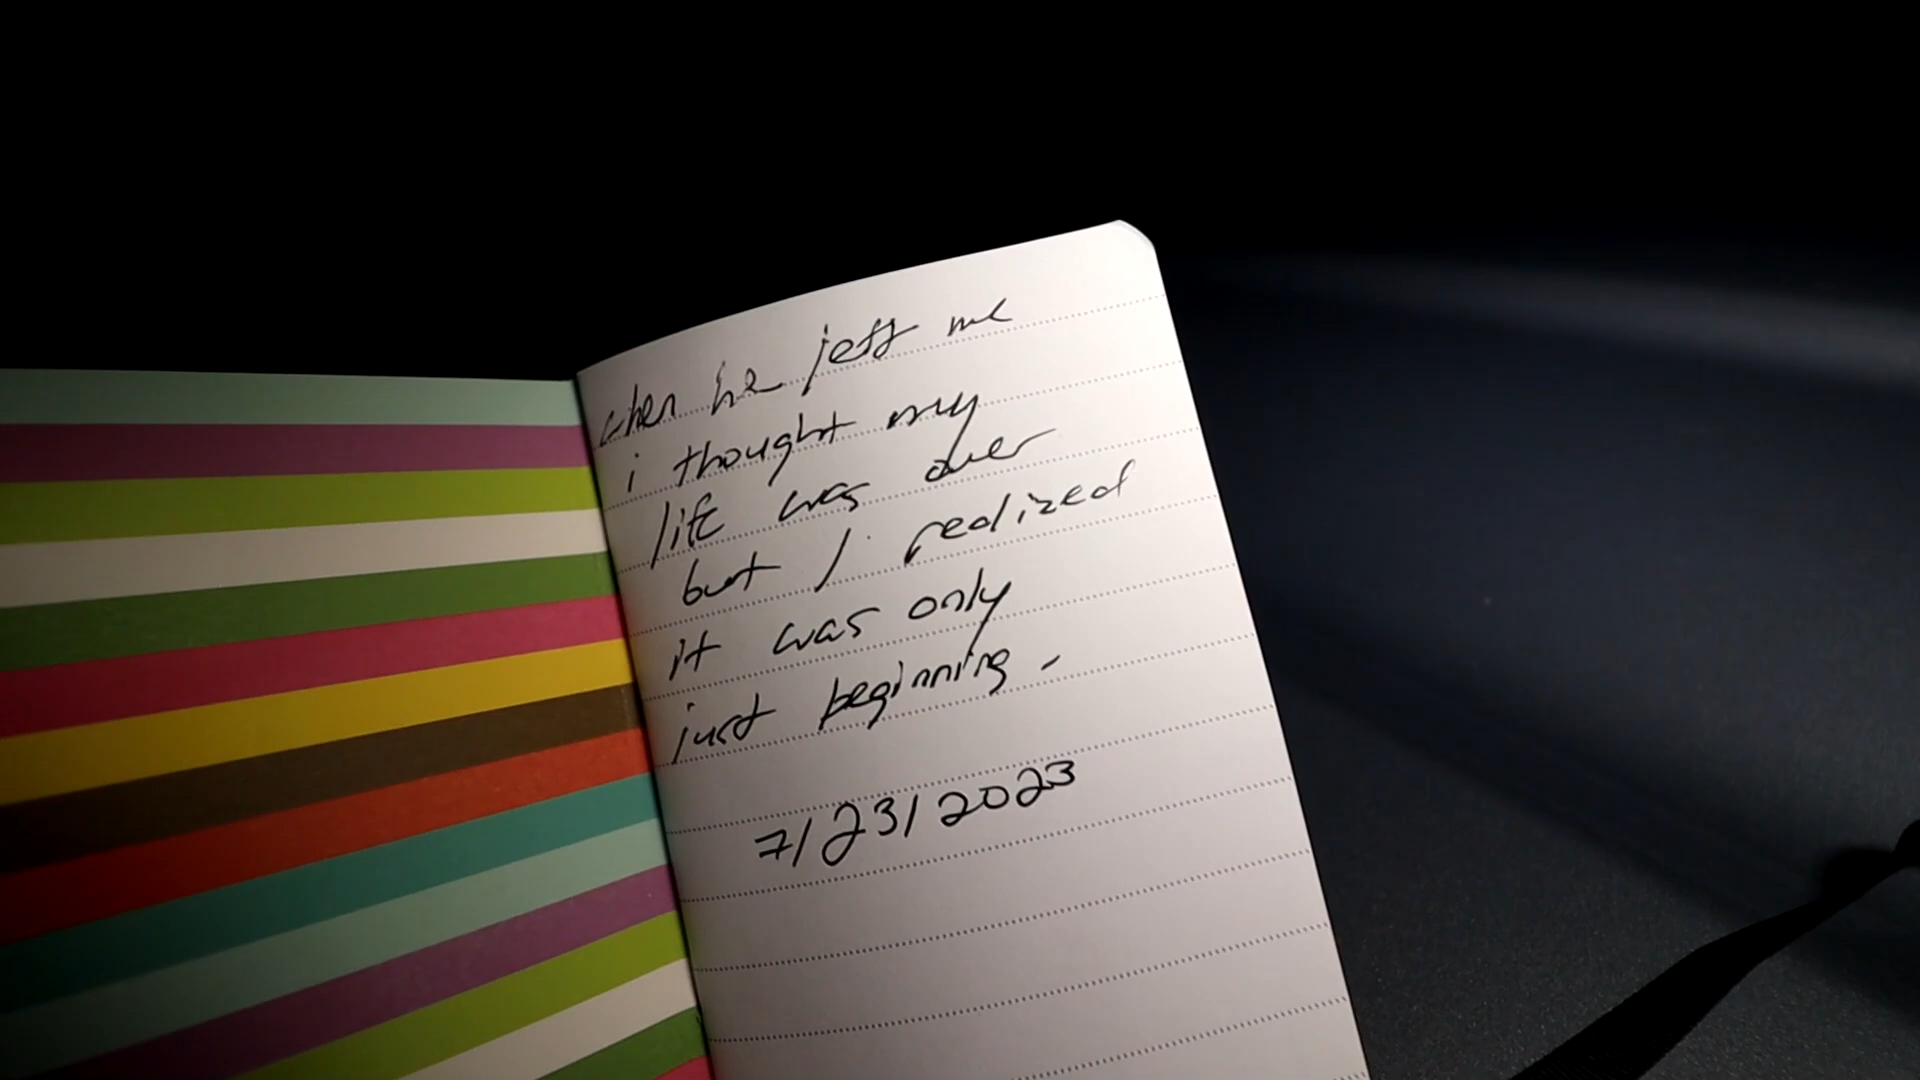 when he left me
i thought my
life was over
but I realized
it was only
just beginning.
7/23/2023